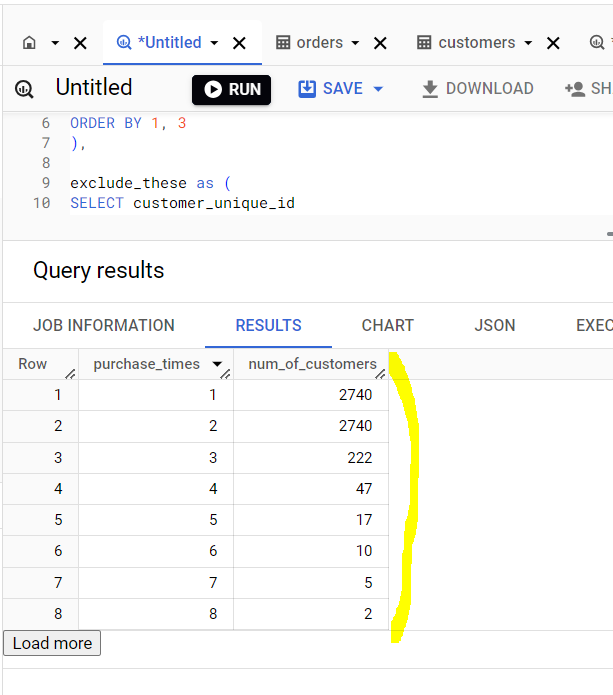 *Untitled orders customers
Untitled RUN SAVE DOWNLOAD SH
6 ORDER BY 1, 3
7 ),
8
9 exclude_these as (
10 SELECT customer_unique_id
Query results
JOB INFORMATION RESULTS CHART JSON EXEC
Row purchase_times num_of_customers
1 1 2740
2 2 2740
3 3 222
4 4 47
5 5 17
6 6 10
7 7 5
8 8 2
Load more